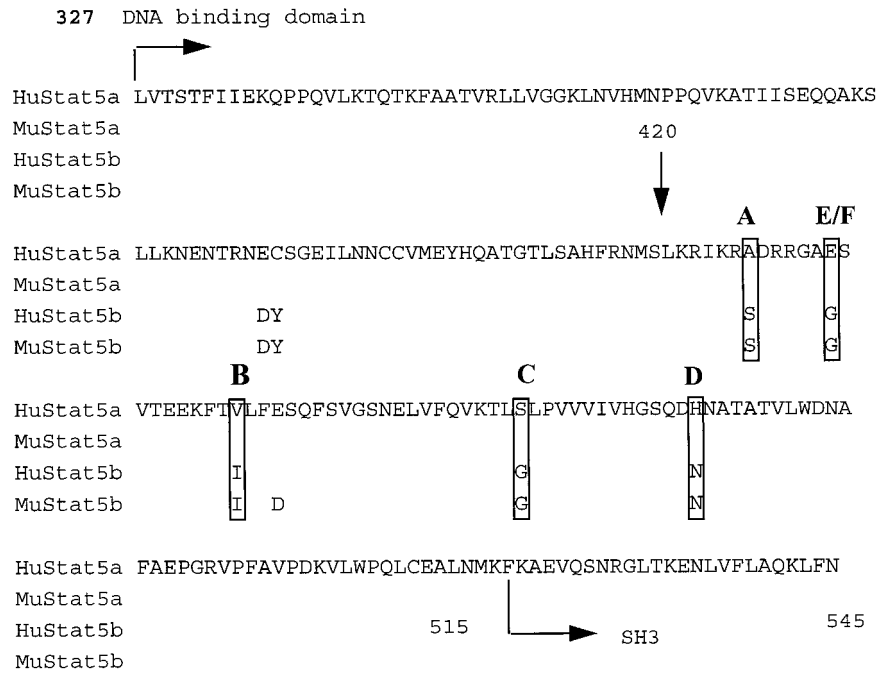 327 DNA binding domain
HuStat5a LVTSTFIIEKQPPQVLKTQTKFAATVRLLVGGKLNVHMNPPQVKATIISEQQAKS
MuStat5a
420
HuStat5b
MuStat5b
A E/F
HuStat5a LLKNENTRNECSGEILNNCCVMEYHQATGTLSAHFRNMSLKRIKRADRRGAES
MuStat5a
HuStat5b DY S G
MuStat5b DY S G
B C D
HuStat5a VTEEKFTVLFESQFSVGSNELVFQVKTLSLPVVVIVHGSQDHNATATVLWDNA
MuStat5a
HuStat5b I G N
MuStat5b I D G N
HuStat5a FAEPGRVPFAVPDKVLWPQLCEALNMKFKAEVQSNRGLTKENLVFLAQKLFN
MuStat5a
HuStat5b 515 SH3 545
MuStat5b